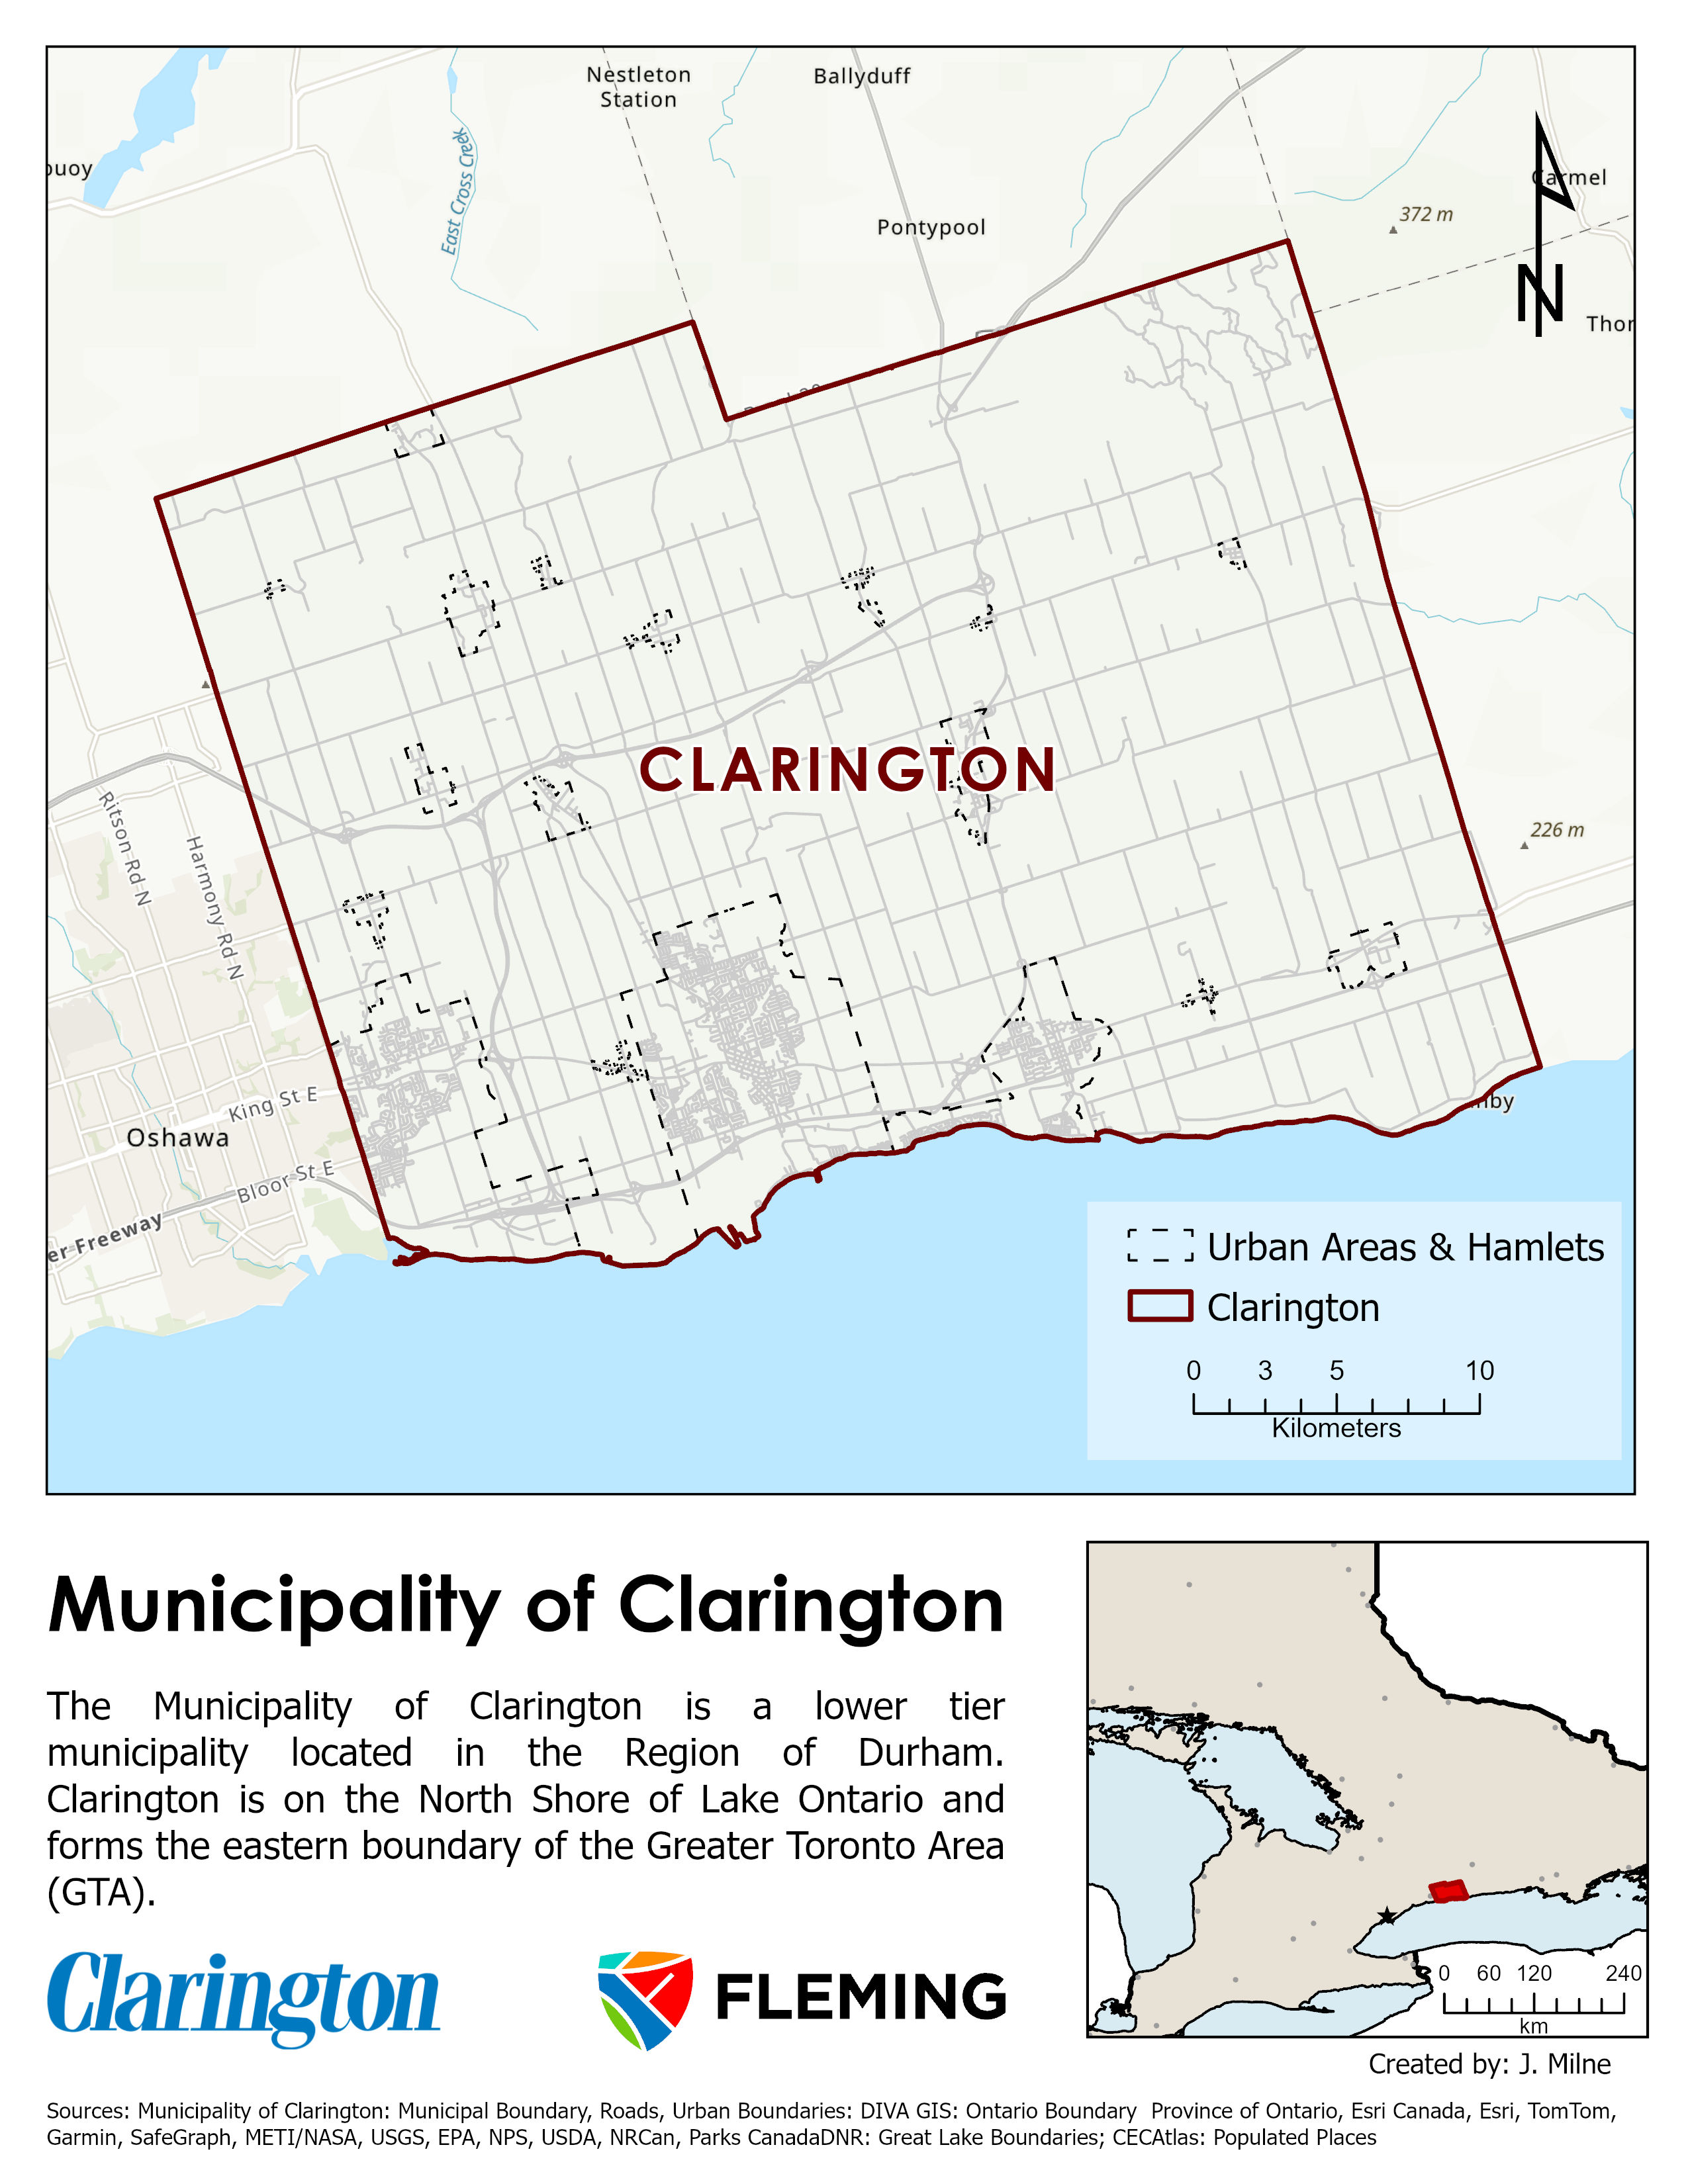 Nestleton
Station
Ballyduff
East Cross Creek
Carmel
372 m
Pontypool
N
CLARINGTON
Ritson Rd N
Harmony Rd N
226 m
King St E
Oshawa
Bloor St E
Freeway
Urban Areas & Hamlets
Clarington
0 3 5 10
Kilometers
Municipality of Clarington
The Municipality of Clarington is a lower tier
municipality located in the Region of Durham.
Clarington is on the North Shore of Lake Ontario and
forms the eastern boundary of the Greater Toronto Area
(GTA).
Clarington
FLEMING
0 60 120 240
km
Created by: J. Milne
Sources: Municipality of Clarington: Municipal Boundary, Roads, Urban Boundaries: DIVA GIS: Ontario Boundary  Province of Ontario, Esri Canada, Esri, TomTom,
Garmin, SafeGraph, METI/NASA, USGS, EPA, NPS, USDA, NRCan, Parks CanadaDNR: Great Lake Boundaries; CECAtlas: Populated Places